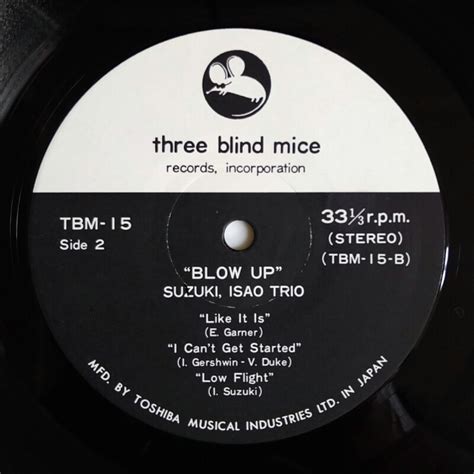 three blind mice
records, incorporation
TBM-15
Side 2
33⅓ r.p.m.
(STEREO)
(TBM-15-B)
"BLOW UP"
SUZUKI, ISAO TRIO
"Like It Is"
(E. Garner)
"I Can't Get Started"
(I. Gershwin - V. Duke)
"Low Flight"
(I. Suzuki)
MFD. BY TOSHIBA MUSICAL INDUSTRIES LTD. IN JAPAN